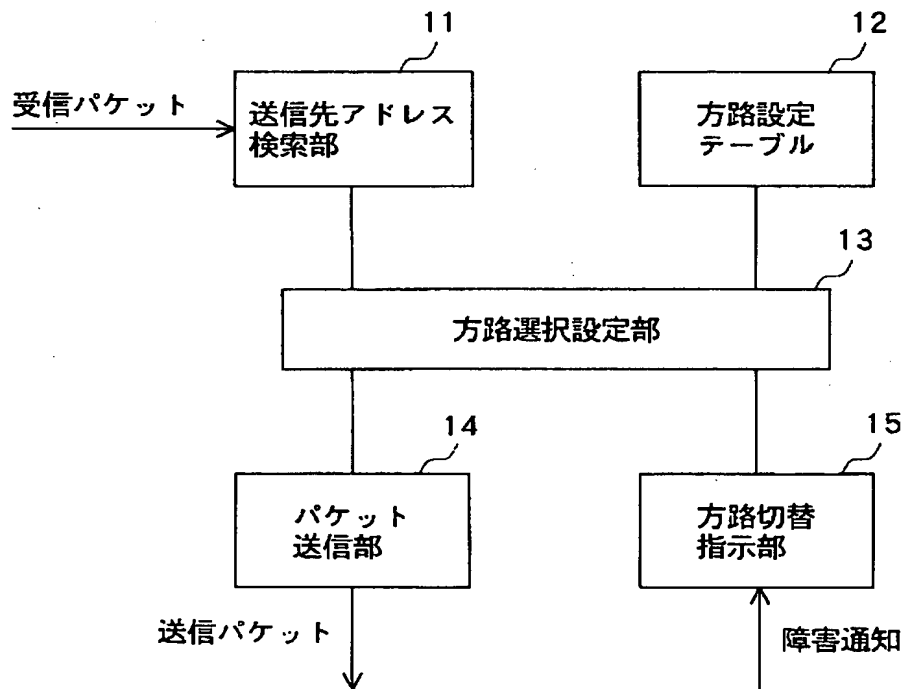 11
12
受信パケット
送信先アドレス
検索部
方路設定
テーブル
13
方路選択設定部
14
15
パケット
送信部
方路切替
指示部
送信パケット
障害通知